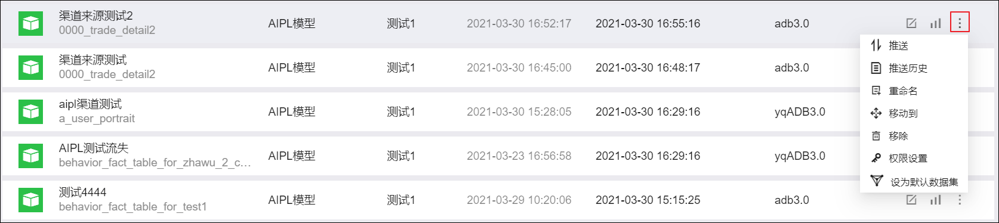 渠道来源测试2
0000_trade_detail2
AIPL模型
测试1
2021-03-30 16:52:17
2021-03-30 16:55:16
adb3.0
渠道来源测试
0000_trade_detail2
AIPL模型
测试1
2021-03-30 16:45:00
2021-03-30 16:48:17
adb3.0
aipl渠道测试
a_user_portrait
AIPL模型
测试1
2021-03-30 15:28:05
2021-03-30 16:29:16
yqADB3.0
AIPL测试流失
behavior_fact_table_for_zhawu_2_c...
AIPL模型
测试1
2021-03-23 16:56:58
2021-03-30 16:29:16
yqADB3.0
测试4444
behavior_fact_table_for_test1
AIPL模型
测试1
2021-03-29 10:20:06
2021-03-30 15:15:25
adb3.0
推送
推送历史
重命名
移动到
移除
权限设置
设为默认数据集